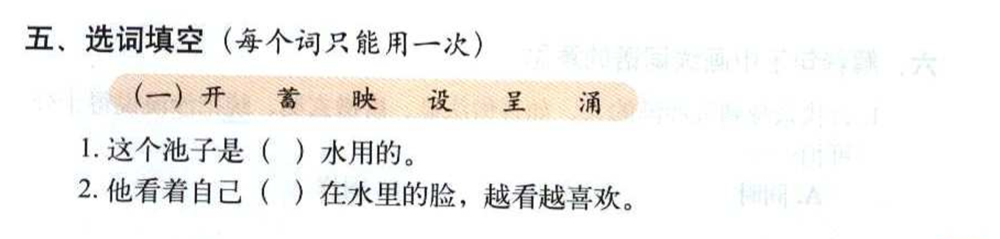 五、选词填空（每个词只能用一次）
（一）开 蓄 映 设 呈 涌
1. 这个池子是（ ）水用的。
2. 他看着自己（ ）在水里的脸，越看越喜欢。